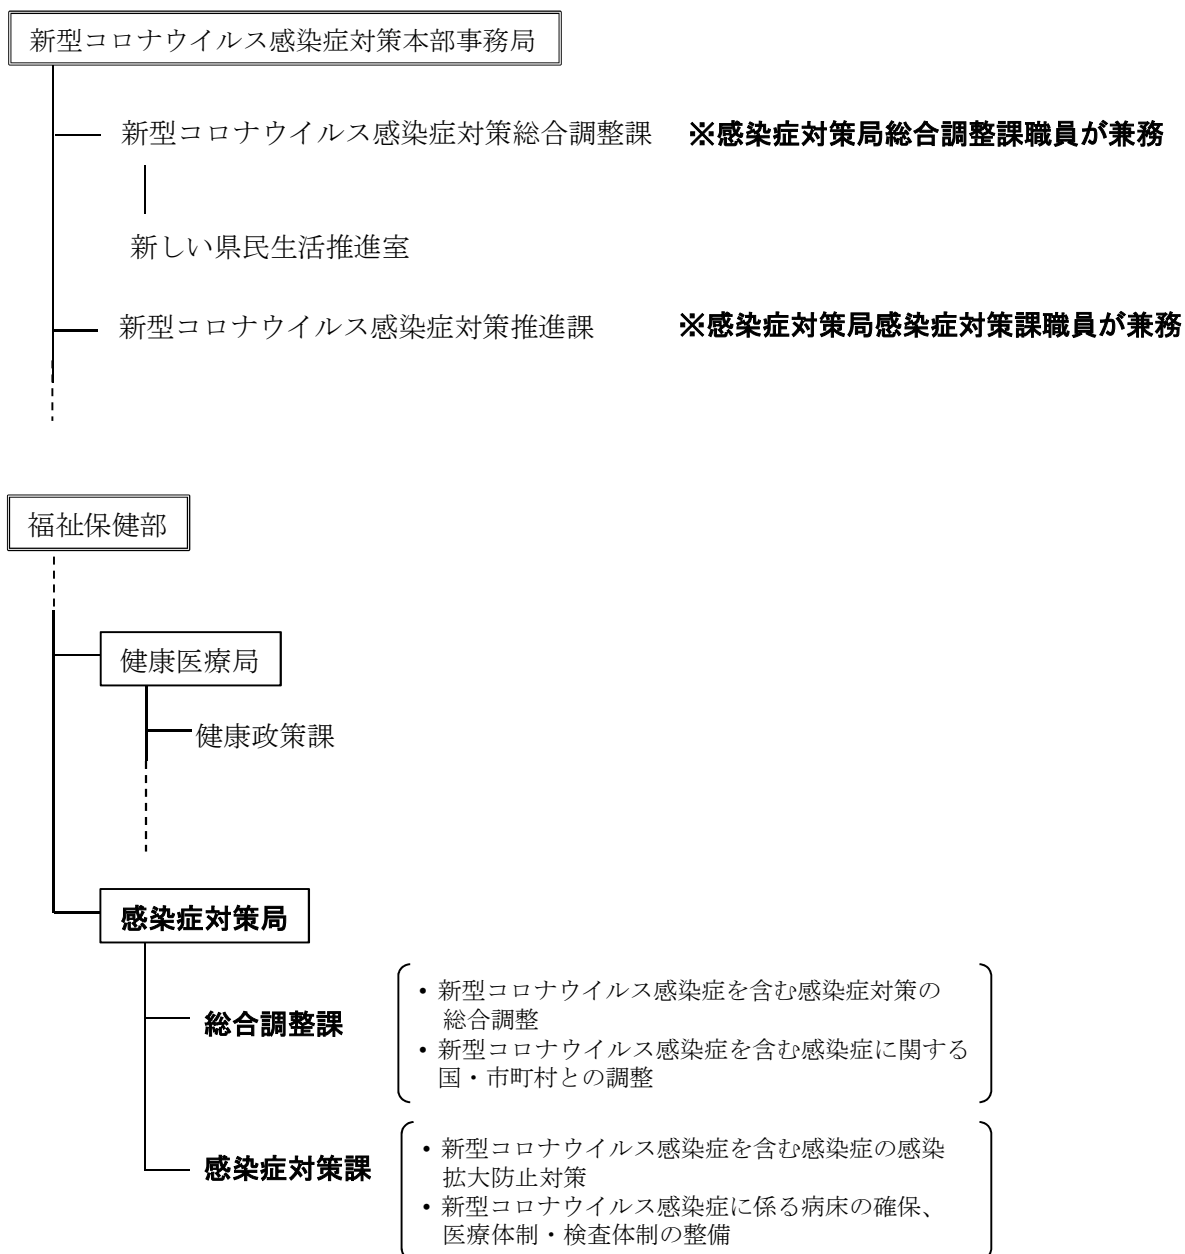 新型コロナウイルス感染症対策本部事務局
新型コロナウイルス感染症対策総合調整課 ※感染症対策局総合調整課職員が兼務
新しい県民生活推進室
新型コロナウイルス感染症対策推進課 ※感染症対策局感染症対策課職員が兼務
福祉保健部
健康医療局
健康政策課
感染症対策局
総合調整課
・新型コロナウイルス感染症を含む感染症対策の
総合調整
・新型コロナウイルス感染症を含む感染症に関する
国・市町村との調整
感染症対策課
・新型コロナウイルス感染症を含む感染症の感染
拡大防止対策
・新型コロナウイルス感染症に係る病床の確保、
医療体制・検査体制の整備